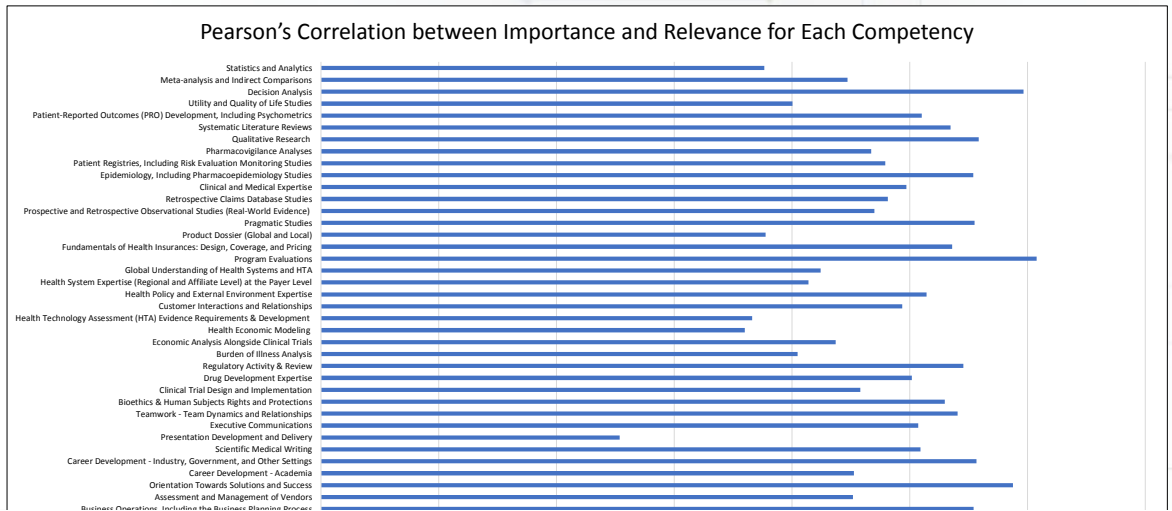 Pearson's Correlation between Importance and Relevance for Each Competency
Statistics and Analytics
Meta-analysis and Indirect Comparisons
Decision Analysis
Utility and Quality of Life Studies
Patient-Reported Outcomes (PRO) Development, Including Psychometrics
Systematic Literature Reviews
Qualitative Research
Pharmacovigilance Analyses
Patient Registries, Including Risk Evaluation Monitoring Studies
Epidemiology, Including Pharmacoepidemiology Studies
Clinical and Medical Expertise
Retrospective Claims Database Studies
Prospective and Retrospective Observational Studies (Real-World Evidence)
Pragmatic Studies
Product Dossier (Global and Local)
Fundamentals of Health Insurances: Design, Coverage, and Pricing
Program Evaluations
Global Understanding of Health Systems and HTA
Health System Expertise (Regional and Affiliate Level) at the Payer Level
Health Policy and External Environment Expertise
Customer Interactions and Relationships
Health Technology Assessment (HTA) Evidence Requirements & Development
Health Economic Modeling
Economic Analysis Alongside Clinical Trials
Burden of Illness Analysis
Regulatory Activity & Review
Drug Development Expertise
Clinical Trial Design and Implementation
Bioethics & Human Subjects Rights and Protections
Teamwork - Team Dynamics and Relationships
Executive Communications
Presentation Development and Delivery
Scientific Medical Writing
Career Development - Industry, Government, and Other Settings
Career Development - Academia
Orientation Towards Solutions and Success
Assessment and Management of Vendors
Business Operations, Including the Business Planning Process